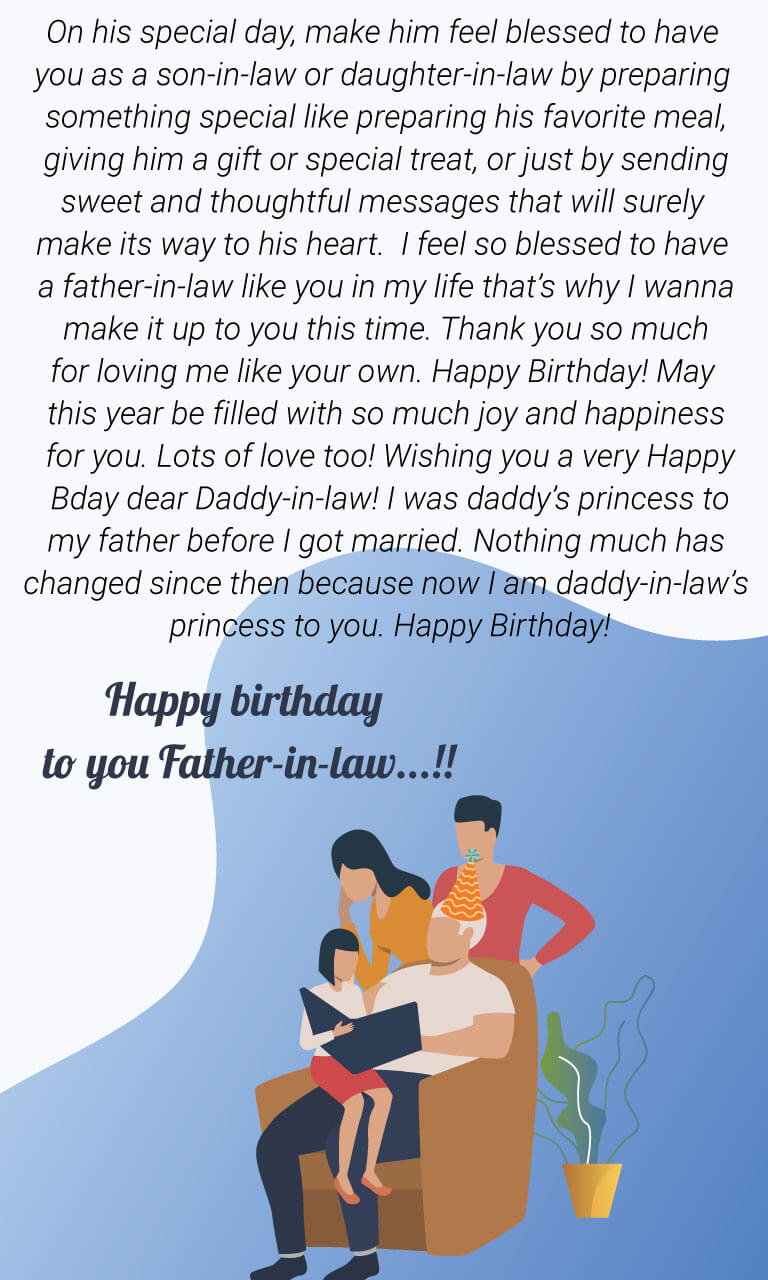 On his special day, make him feel blessed to have
you as a son-in-law or daughter-in-law by preparing
something special like preparing his favorite meal,
giving him a gift or special treat, or just by sending
sweet and thoughtful messages that will surely
make its way to his heart.  I feel so blessed to have
a father-in-law like you in my life that’s why I wanna
make it up to you this time. Thank you so much
for loving me like your own. Happy Birthday! May
this year be filled with so much joy and happiness
for you. Lots of love too! Wishing you a very Happy
Bday dear Daddy-in-law! I was daddy’s princess to
my father before I got married. Nothing much has
changed since then because now I am daddy-in-law’s
princess to you. Happy Birthday!
Happy birthday
to you Father-in-law...!!